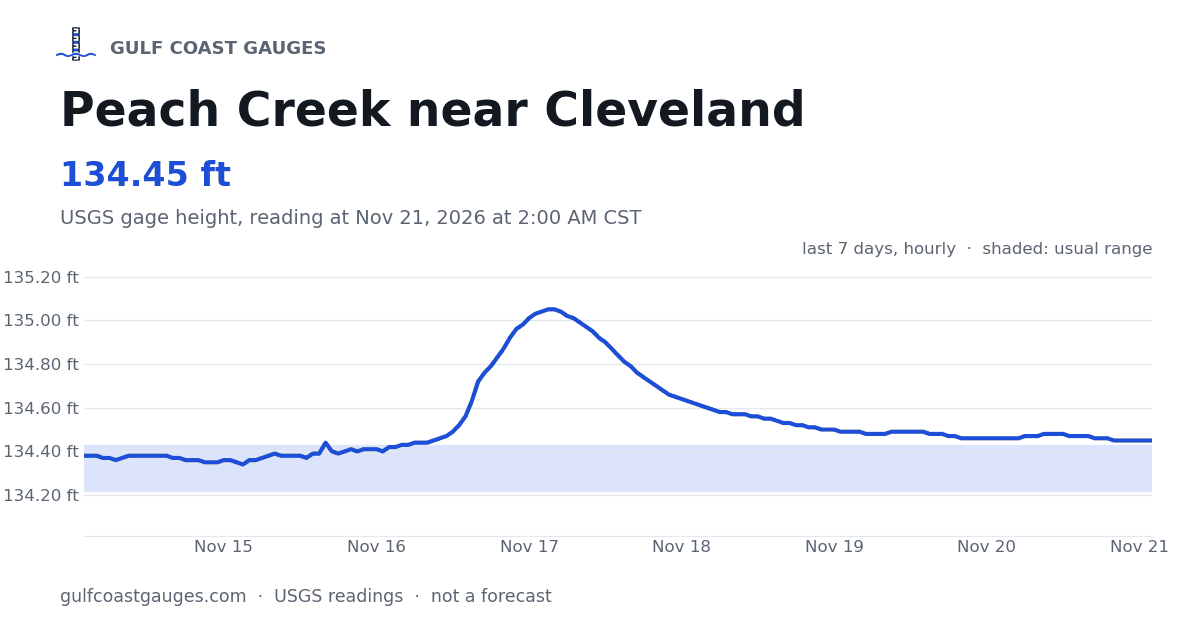 GULF COAST GAUGES
Peach Creek near Cleveland
134.45 ft
USGS gage height, reading at Nov 21, 2026 at 2:00 AM CST
last 7 days, hourly · shaded: usual range
135.20 ft
135.00 ft
134.80 ft
134.60 ft
134.40 ft
134.20 ft
Nov 15 Nov 16 Nov 17 Nov 18 Nov 19 Nov 20 Nov 21
gulfcoastgauges.com · USGS readings · not a forecast